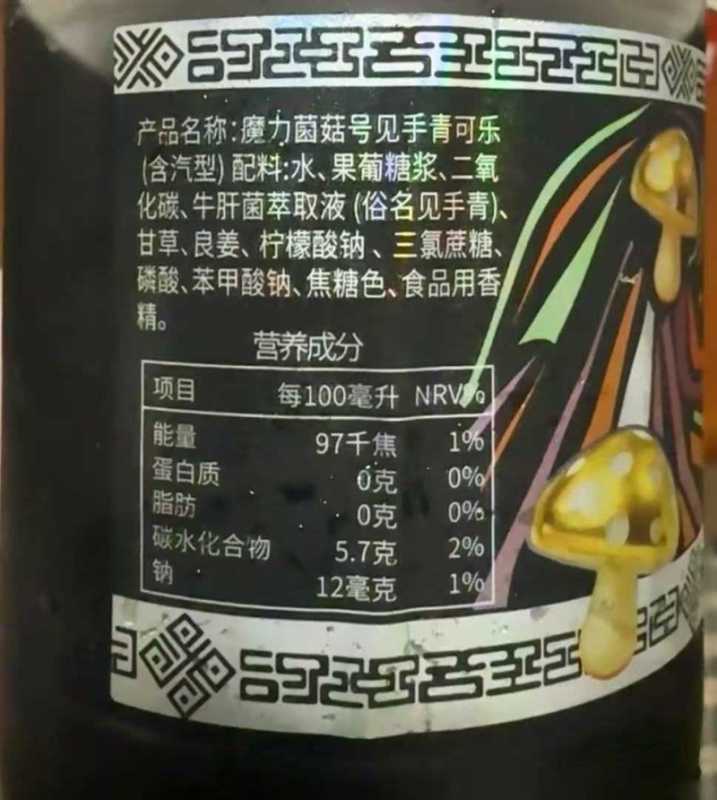 产品名称：魔力菌菇号见手青可乐
(含汽型) 配料:水、果葡糖浆、二氧
化碳、牛肝菌萃取液 (俗名见手青)、
甘草、良姜、柠檬酸钠、三氯蔗糖、
磷酸、苯甲酸钠、焦糖色、食品用香
精。
营养成分
项目 每100毫升 NRV%
能量 97千焦 1%
蛋白质 0克 0%
脂肪 0克 0%
碳水化合物 5.7克 2%
钠 12毫克 1%